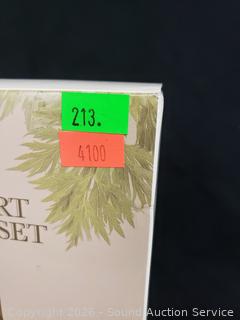 213.
4100
RT
SET
Copyright 2026 - Sound Auction Service